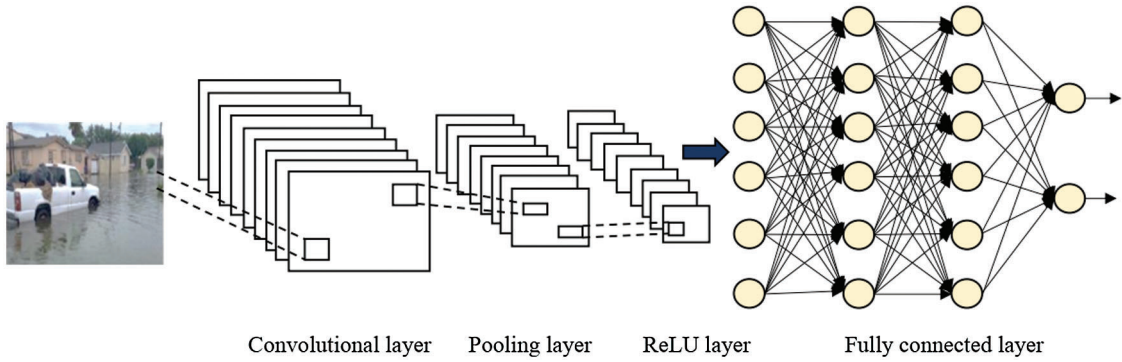 Convolutional layer
Pooling layer
ReLU layer
Fully connected layer